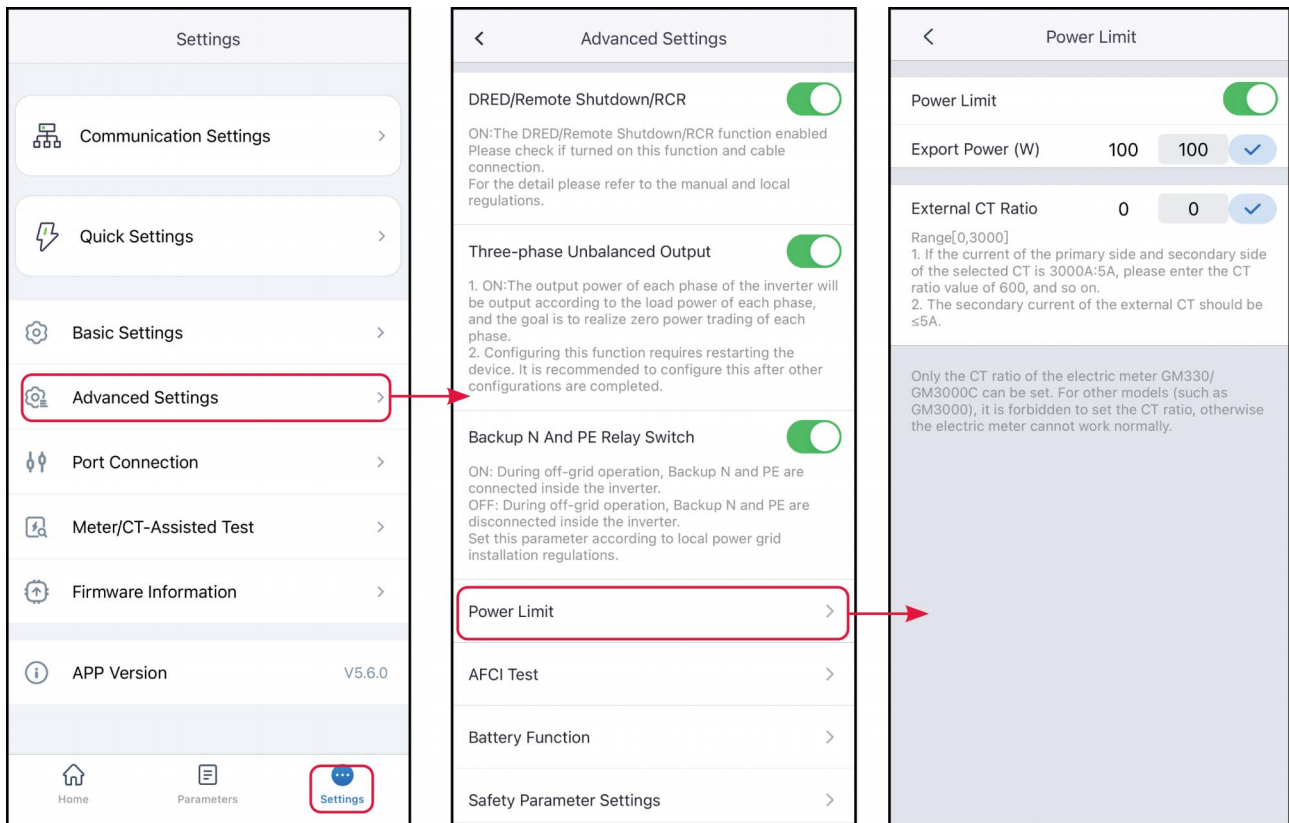 Settings
Communication Settings
Quick Settings
Basic Settings
Advanced Settings
Port Connection
Meter/CT-Assisted Test
Firmware Information
APP Version V5.6.0
Home Parameters Settings
Advanced Settings
DRED/Remote Shutdown/RCR
ON:The DRED/Remote Shutdown/RCR function enabled
Please check if turned on this function and cable
connection.
For the detail please refer to the manual and local
regulations.
Three-phase Unbalanced Output
1. ON:The output power of each phase of the inverter will
be output according to the load power of each phase,
and the goal is to realize zero power trading of each
phase.
2. Configuring this function requires restarting the
device. It is recommended to configure this after other
configurations are completed.
Backup N And PE Relay Switch
ON: During off-grid operation, Backup N and PE are
connected inside the inverter.
OFF: During off-grid operation, Backup N and PE are
disconnected inside the inverter.
Set this parameter according to local power grid
installation regulations.
Power Limit
AFCI Test
Battery Function
Safety Parameter Settings
Power Limit
Power Limit
Export Power (W) 100 100
External CT Ratio 0 0
Range[0,3000]
1. If the current of the primary side and secondary side
of the selected CT is 3000A:5A, please enter the CT
ratio value of 600, and so on.
2. The secondary current of the external CT should be
≤5A.
Only the CT ratio of the electric meter GM330/
GM3000C can be set. For other models (such as
GM3000), it is forbidden to set the CT ratio, otherwise
the electric meter cannot work normally.